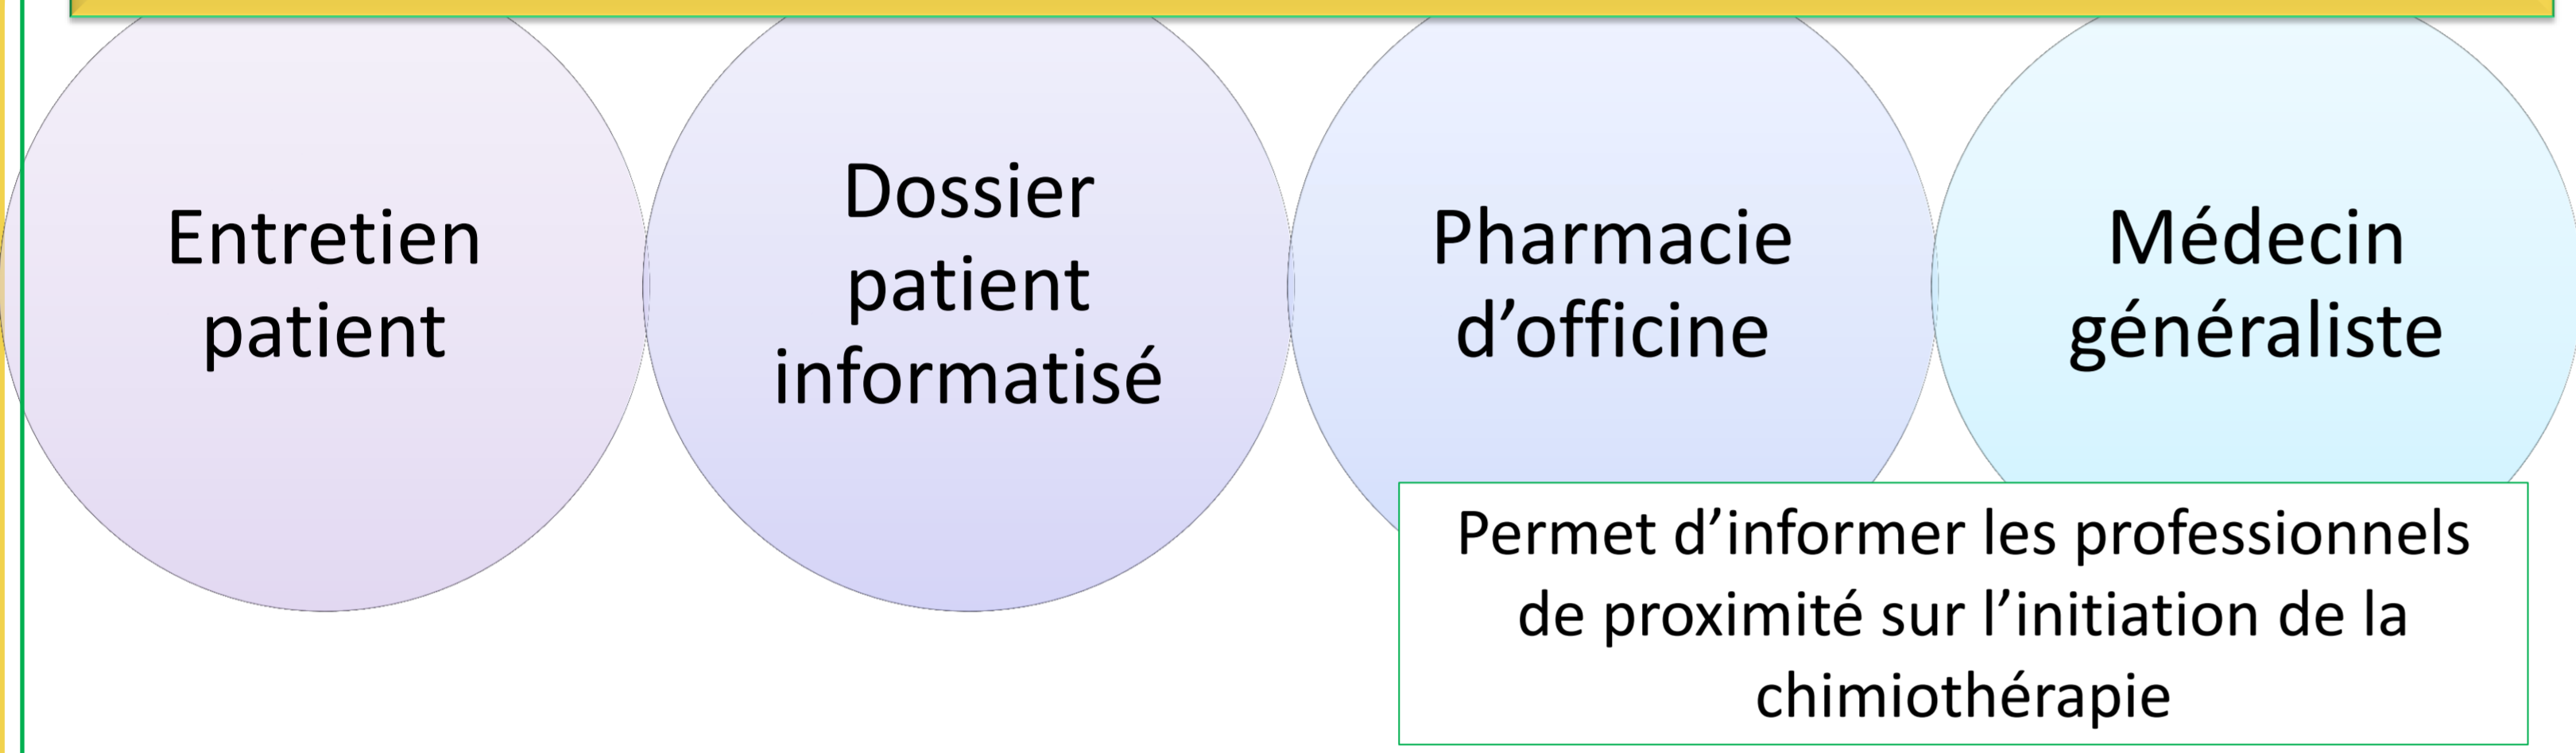 Entretien
patient
Dossier
patient
informatisé
Pharmacie
d’officine
Médecin
généraliste
Permet d’informer les professionnels
de proximité sur l’initiation de la
chimiothérapie